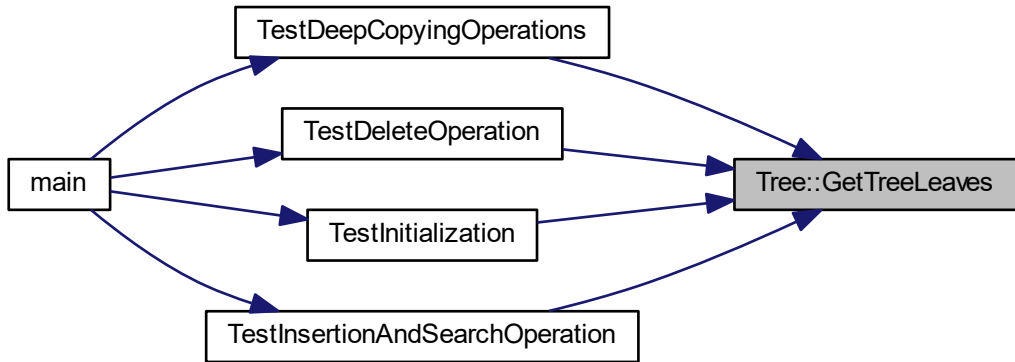 TestDeepCopyingOperations
TestDeleteOperation
main
Tree::GetTreeLeaves
TestInitialization
TestInsertionAndSearchOperation